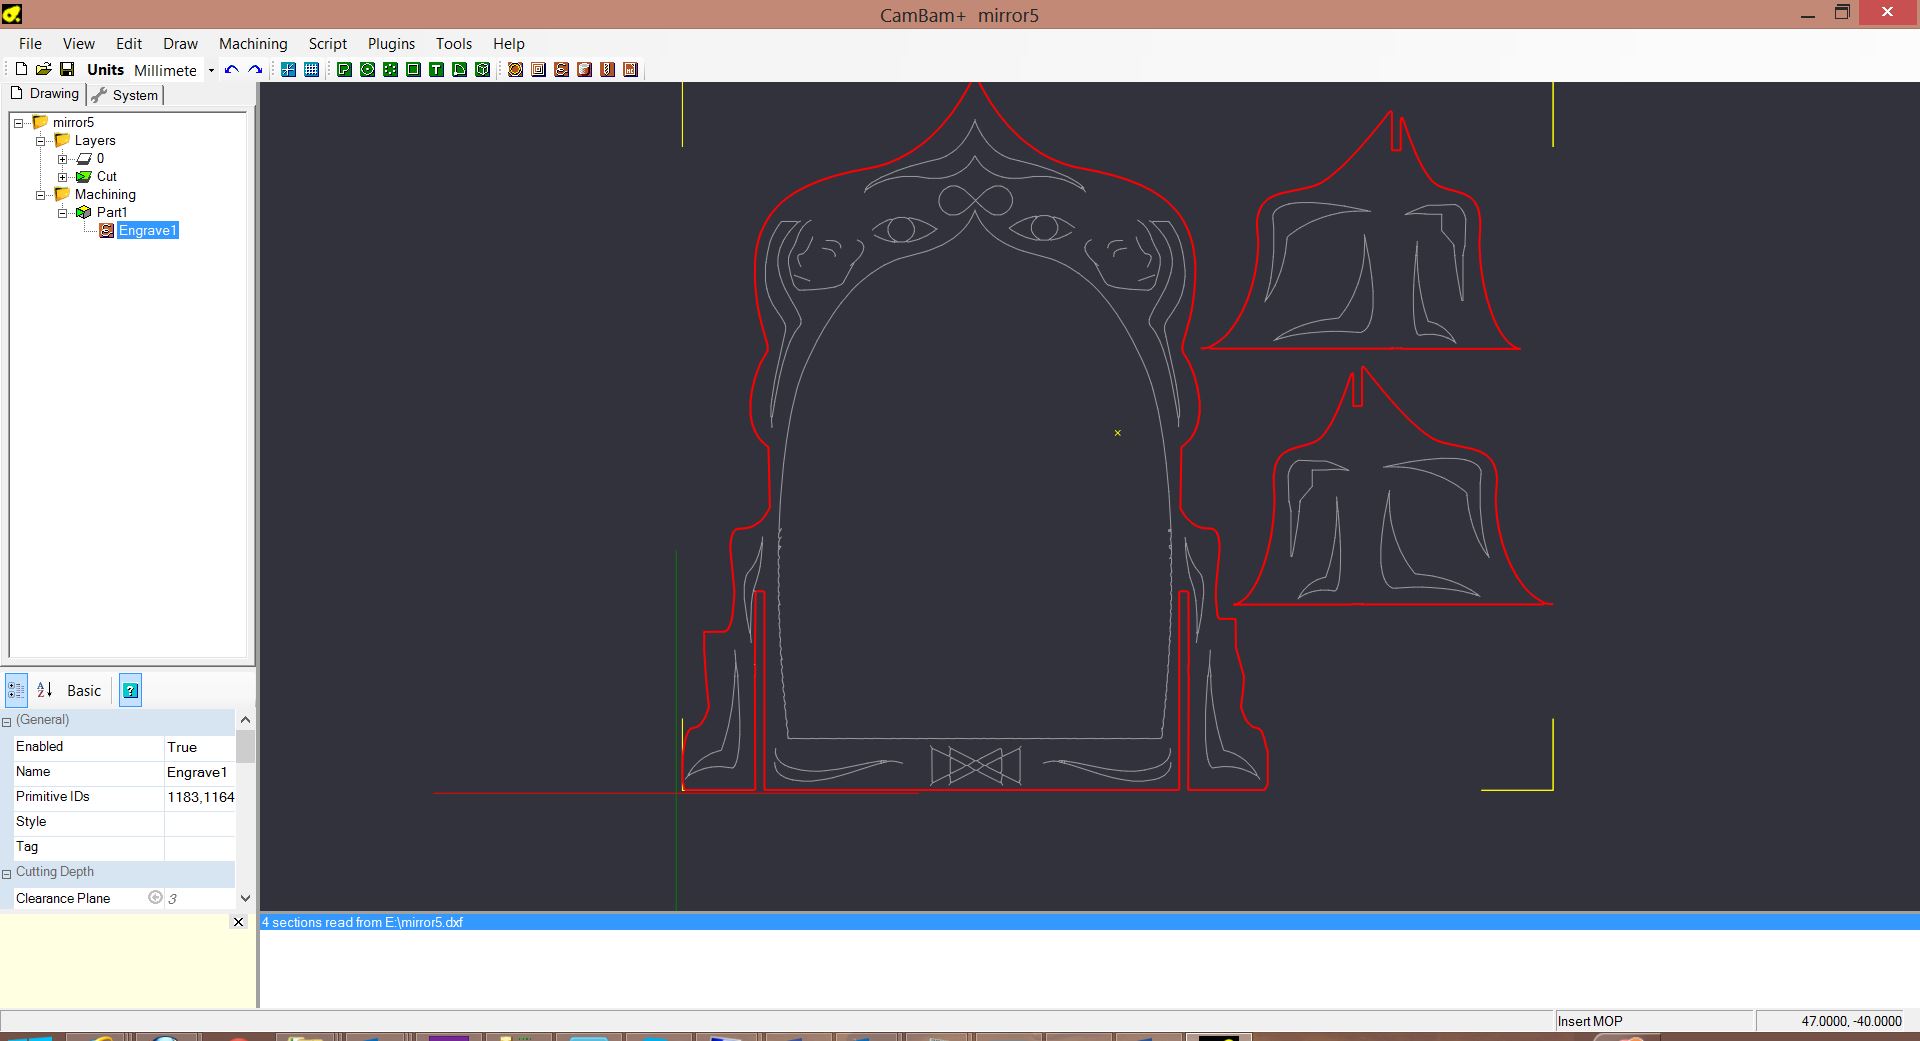 CamBam+ mirror5
File View Edit Draw Machining Script Plugins Tools Help
Units Millimete
Drawing System
mirror5
Layers
0
Cut
Machining
Part1
Engrave1
Basic
(General)
Enabled True
Name Engrave1
Primitive IDs 1183,1164
Style
Tag
Cutting Depth
Clearance Plane 3
4 sections read from E:\mirror5.dxf
Insert MOP 47.0000, -40.0000